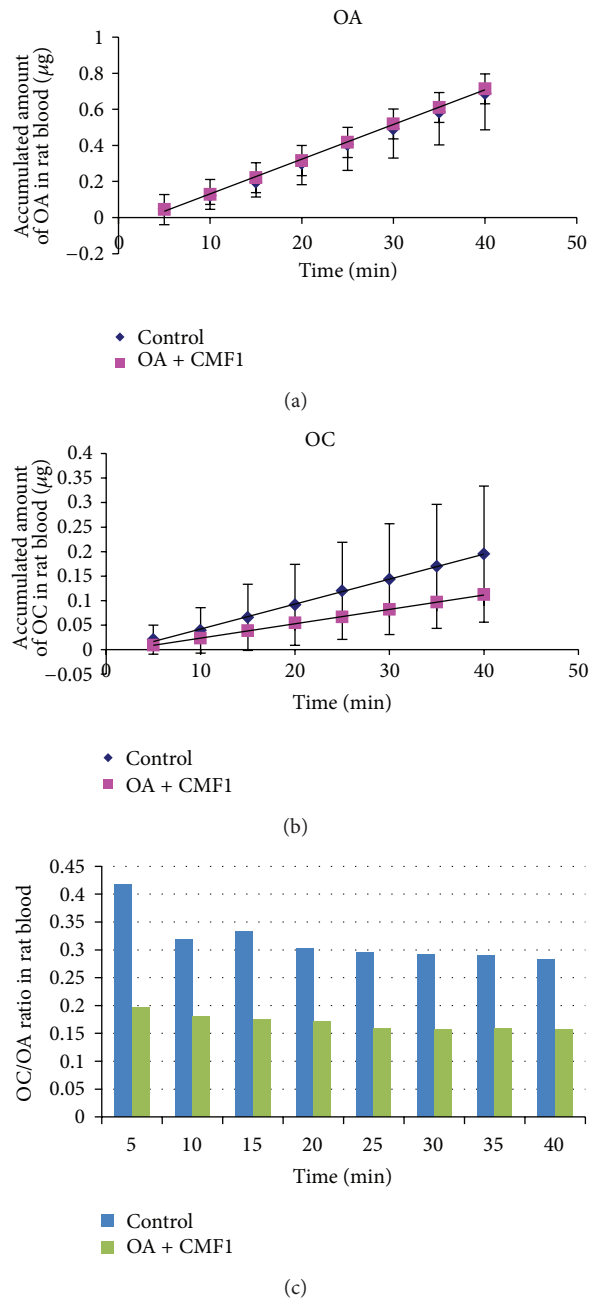 OA
Accumulated amount
of OA in rat blood (μg)
1
0.8
0.6
0.4
0.2
0
−0.2
0
10
20
30
40
50
Time (min)
Control
OA + CMF1
(a)
OC
Accumulated amount
of OC in rat blood (μg)
0.4
0.35
0.3
0.25
0.2
0.15
0.1
0.05
0
−0.05
0
10
20
30
40
50
Time (min)
Control
OA + CMF1
(b)
OC/OA ratio in rat blood
0.45
0.4
0.35
0.3
0.25
0.2
0.15
0.1
0.05
0
5
10
15
20
25
30
35
40
Time (min)
Control
OA + CMF1
(c)